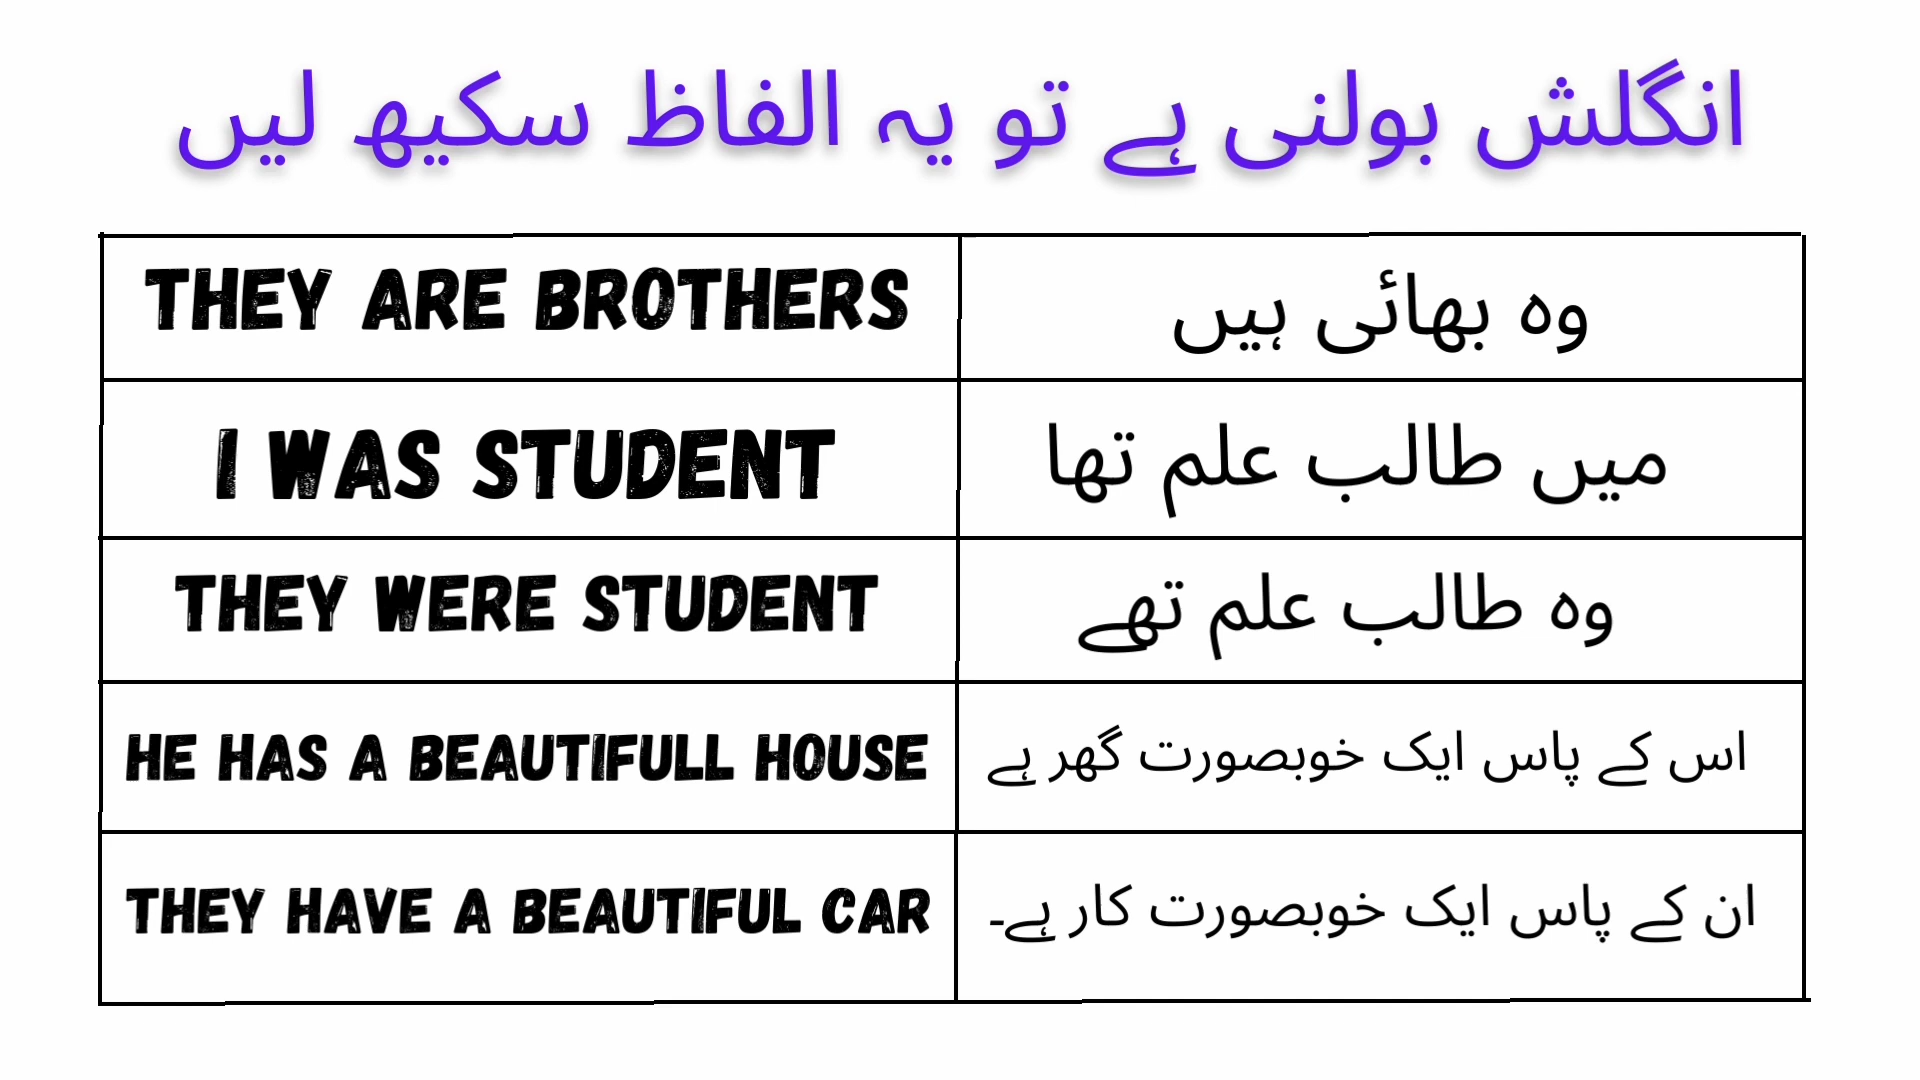 انگلش بولنی ہے تو یہ الفاظ سکیھ لیں
THEY ARE BROTHERS
وہ بھائی ہیں
I WAS STUDENT
میں طالب علم تھا
THEY WERE STUDENT
وہ طالب علم تھے
HE HAS A BEAUTIFULL HOUSE
اس کے پاس ایک خوبصورت گھر ہے
THEY HAVE A BEAUTIFUL CAR
ان کے پاس ایک خوبصورت کار ہے۔